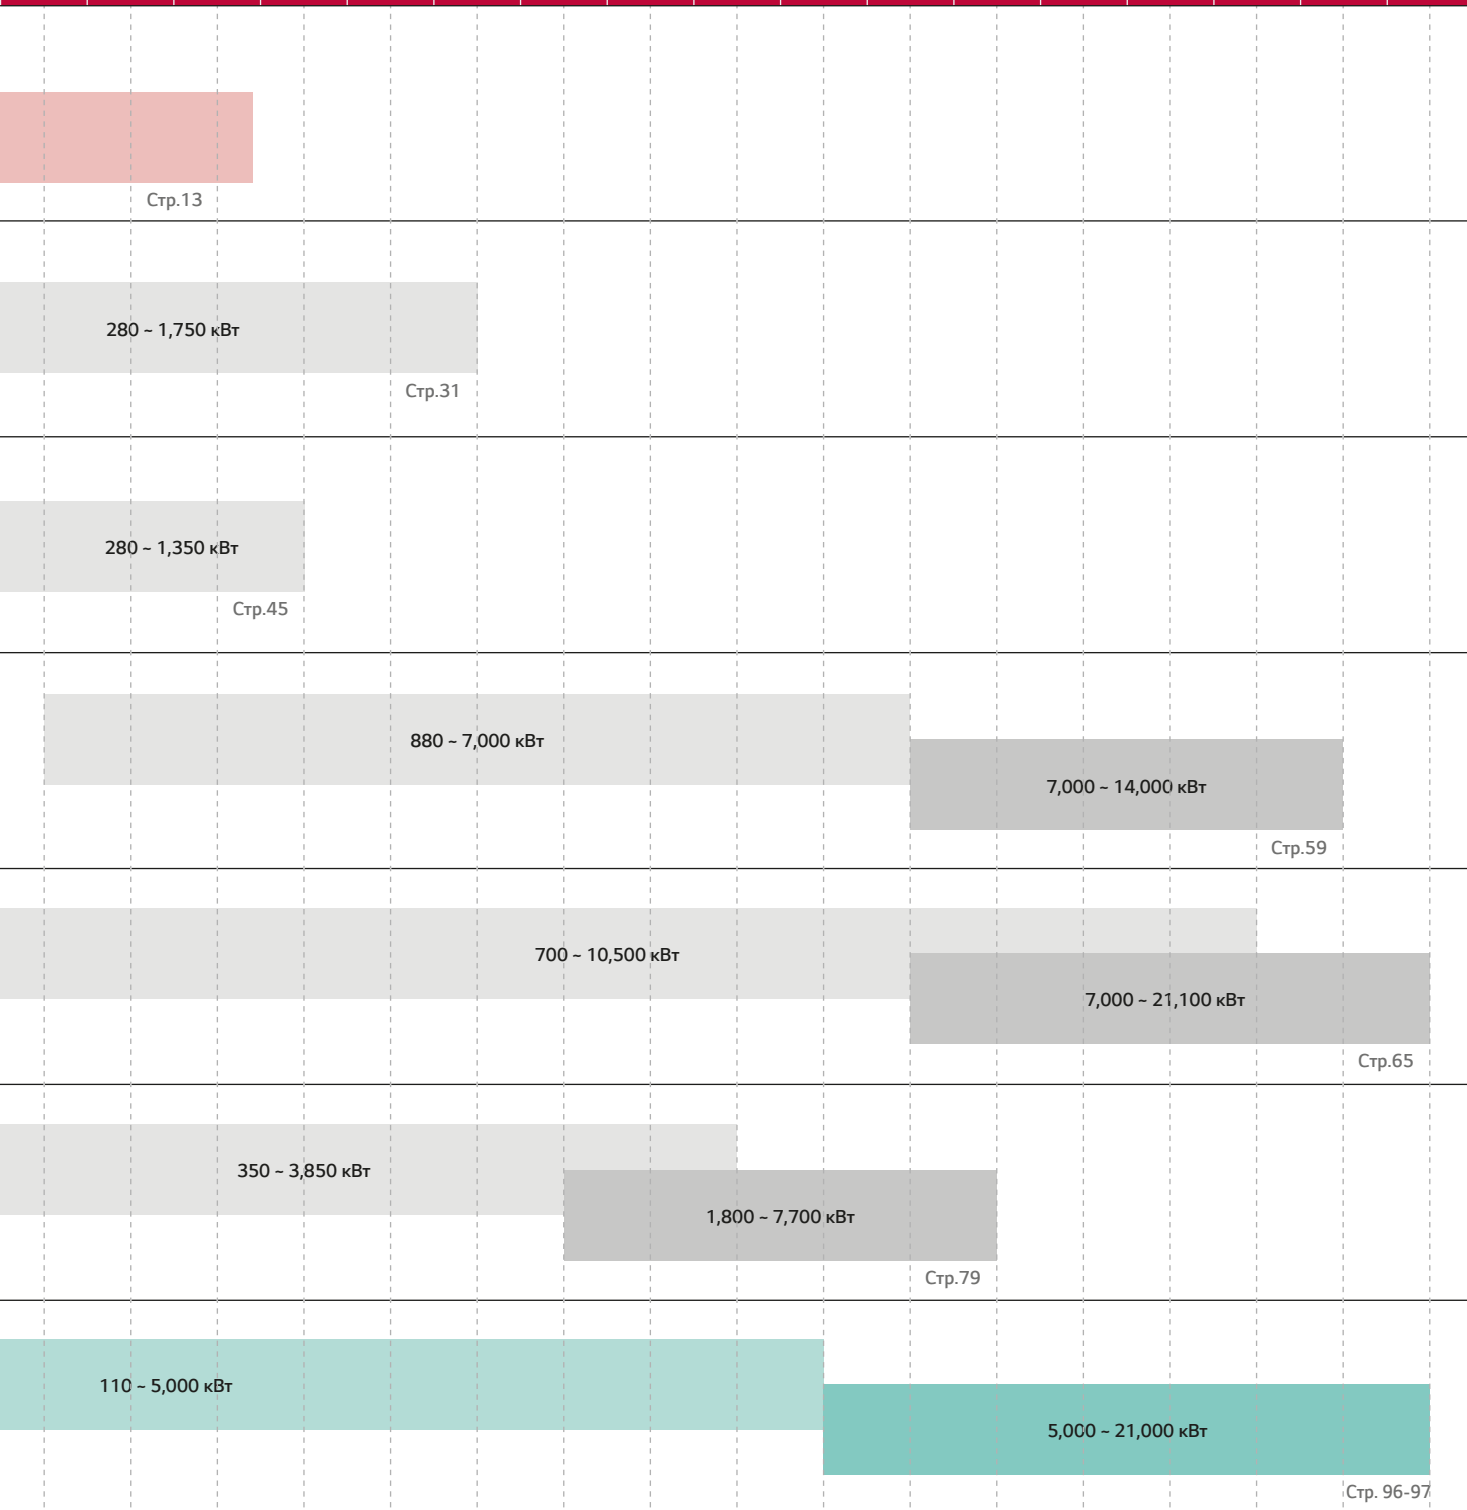 Стр.13
280 ~ 1,750 кВт
Стр.31
280 ~ 1,350 кВт
Стр.45
880 ~ 7,000 кВт
7,000 ~ 14,000 кВт
Стр.59
700 ~ 10,500 кВт
7,000 ~ 21,100 кВт
Стр.65
350 ~ 3,850 кВт
1,800 ~ 7,700 кВт
Стр.79
110 ~ 5,000 кВт
5,000 ~ 21,000 кВт
Стр. 96-97